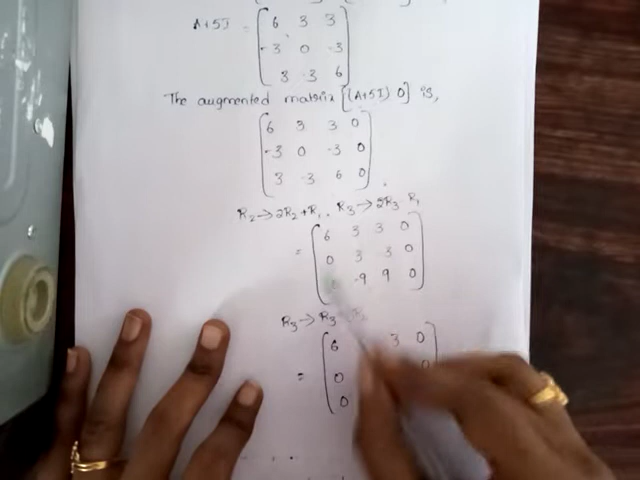 A+5I = [6 3 3
-3 0 -3
3 -3 6]
The augmented matrix [(A+5I) 0] is,
[6 3 3 0
-3 0 -3 0
3 -3 6 0]
R2→2R2+R1, R3→2R3-R1
= [6 3 3 0
0 3 -3 0
0 -9 9 0]
R3→R3
= [6 3 0
0 0
0